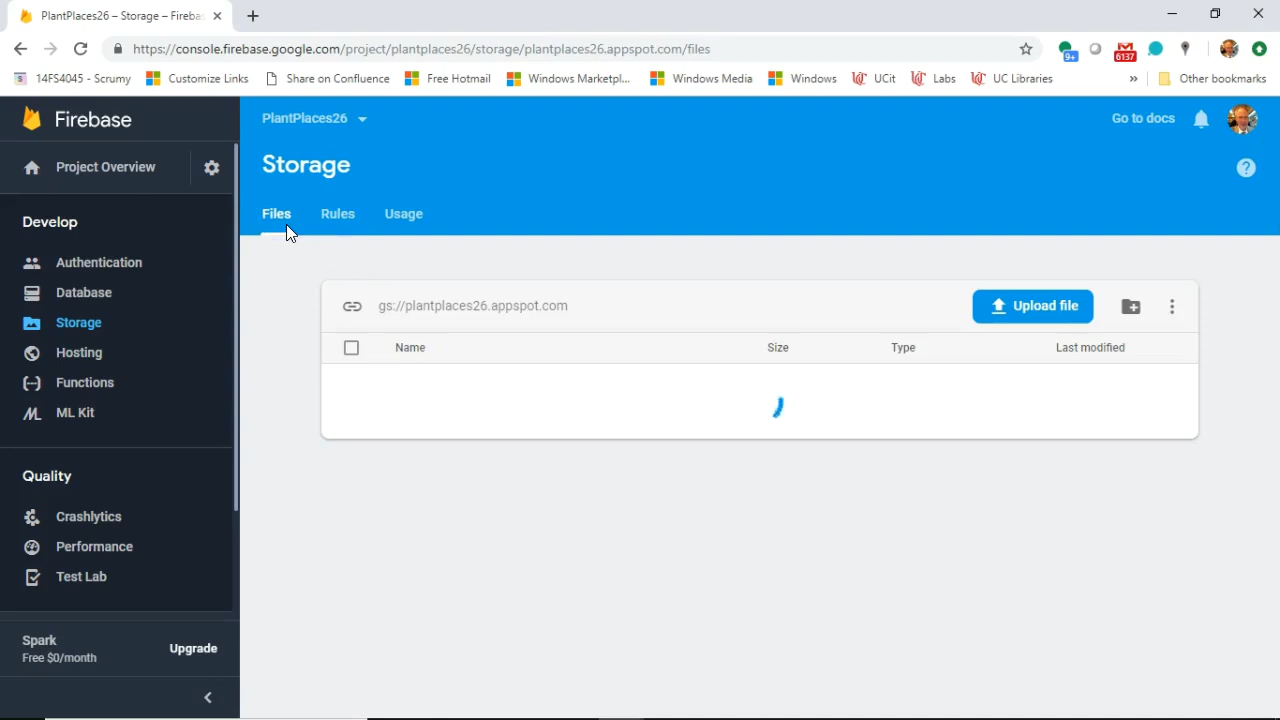 PlantPlaces26 – Storage – Fireba
https://console.firebase.google.com/project/plantplaces26/storage/plantplaces26.appspot.com/files
9+
6137
14FS4045 - Scrumy
Customize Links
Share on Confluence
Free Hotmail
Windows Marketpl...
Windows Media
Windows
UCit
Labs
UC Libraries
»
Other bookmarks
Firebase
Project Overview
Develop
Authentication
Database
Storage
Hosting
Functions
ML Kit
Quality
Crashlytics
Performance
Test Lab
Spark
Free $0/month
Upgrade
PlantPlaces26
Go to docs
Storage
Files
Rules
Usage
gs://plantplaces26.appspot.com
Upload file
Name
Size
Type
Last modified